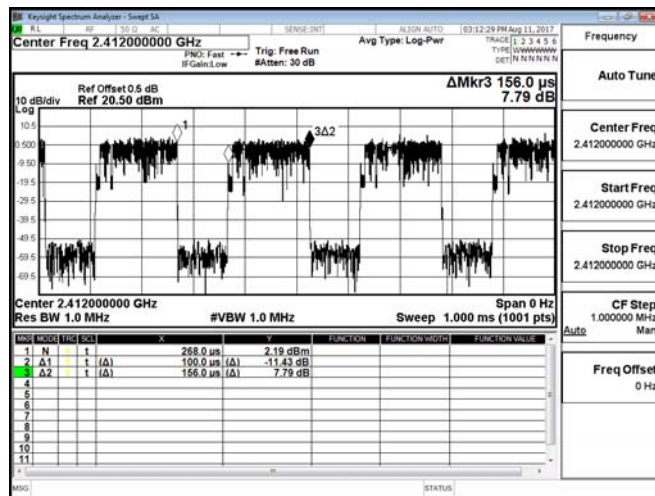 Keysight Spectrum Analyzer - Swept SA
RL RF 50 Ω AC SENSE:INT ALIGN AUTO 03:12:29 PM Aug 11, 2017
Center Freq 2.412000000 GHz
PNO: Fast
IFGain:Low
Trig: Free Run
#Atten: 30 dB
Avg Type: Log-Pwr
TRACE 1 2 3 4 5 6
TYPE WWWWWW
DET N N N N N N
Ref Offset 0.5 dB
Ref 20.50 dBm
10 dB/div
Log
ΔMkr3 156.0 µs
7.79 dB
1
3Δ2
10.5
0.500
-9.50
-19.5
-29.5
-39.5
-49.5
-59.5
-69.5
Center 2.412000000 GHz
Span 0 Hz
Res BW 1.0 MHz
#VBW 1.0 MHz
Sweep 1.000 ms (1001 pts)
MKR MODE TRC SCL X Y FUNCTION FUNCTION WIDTH FUNCTION VALUE
1 N t 268.0 µs 2.19 dBm
2 Δ1 t (Δ) 100.0 µs (Δ) -11.43 dB
3 Δ2 t (Δ) 156.0 µs (Δ) 7.79 dB
4
5
6
7
8
9
10
11
MSG
STATUS
Frequency
Auto Tune
Center Freq
2.412000000 GHz
Start Freq
2.412000000 GHz
Stop Freq
2.412000000 GHz
CF Step
1.000000 MHz
Auto Man
Freq Offset
0 Hz